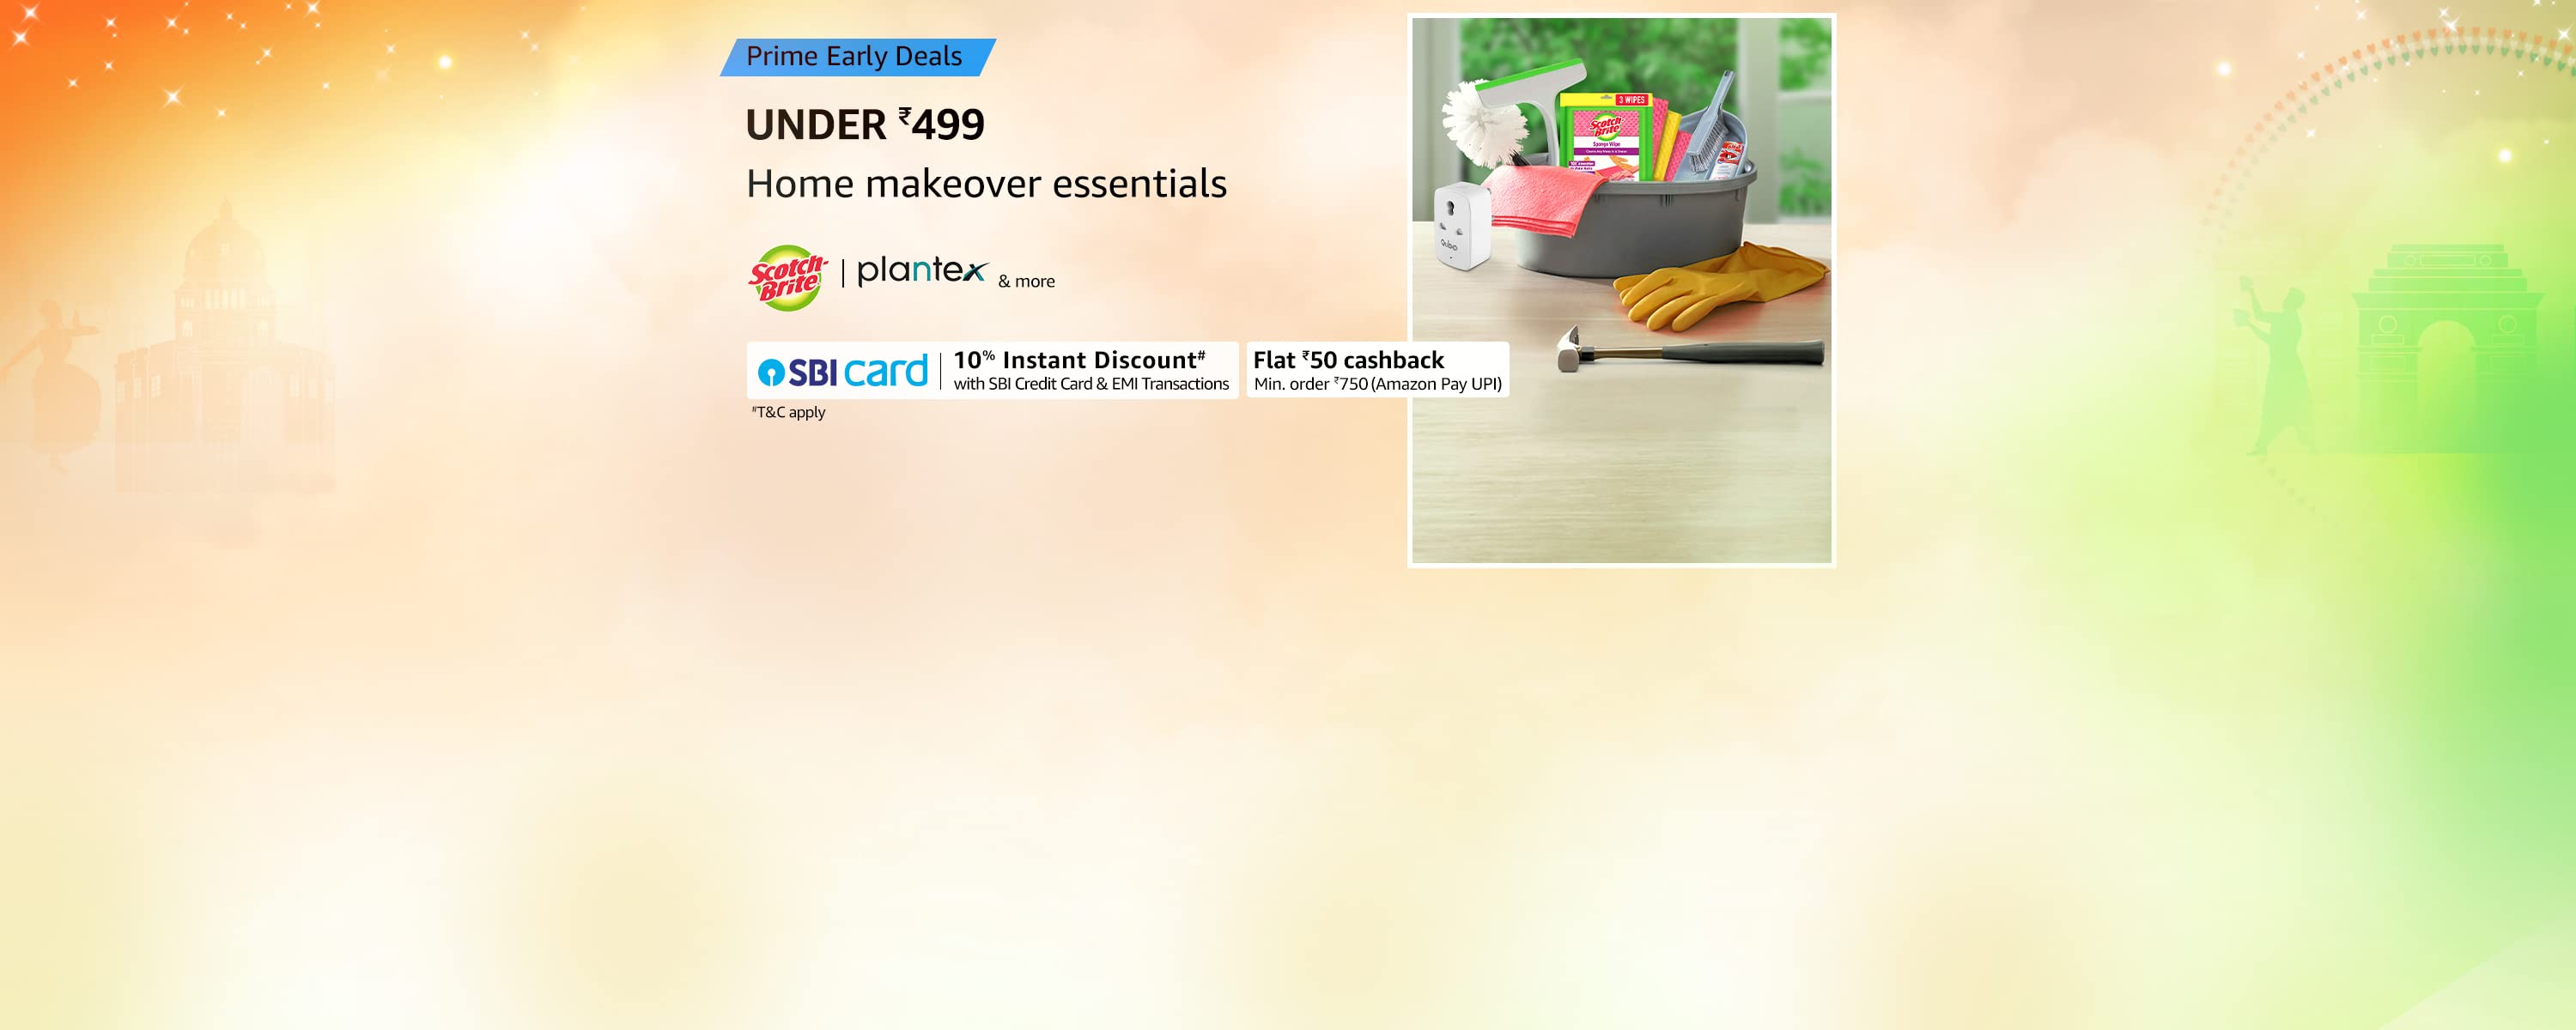 Prime Early Deals
UNDER ₹499
Home makeover essentials
Scotch-Brite | plantex & more
SBI card | 10% Instant Discount#
with SBI Credit Card & EMI Transactions
Flat ₹50 cashback
Min. order ₹750 (Amazon Pay UPI)
#T&C apply
3 WIPES
Scotch-Brite
Sponge Wipe
Qubo